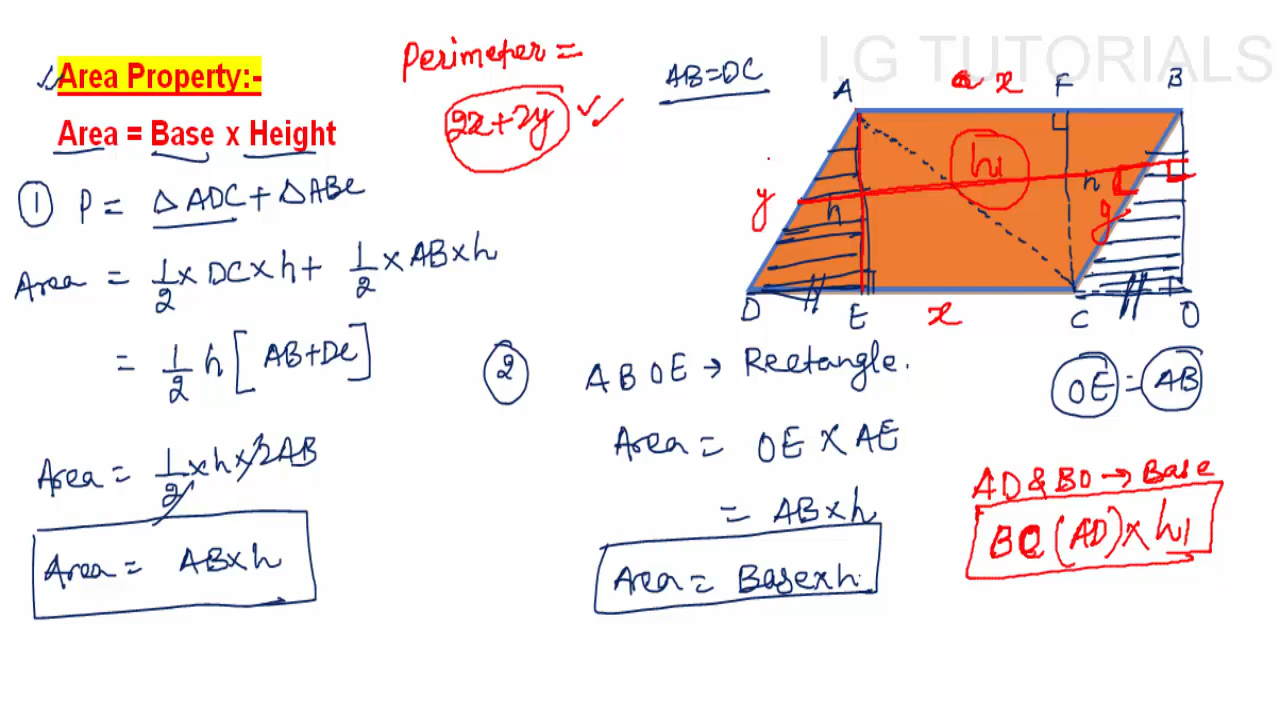 I.G TUTORIALS
Area Property:-
Area = Base x Height
Perimeter =
2x+2y
① P = △ADC + △ABC
Area = 1/2 × DC × h + 1/2 × AB × h
= 1/2 h [AB+DC]
Area = 1/2 × h × 2AB
Area = AB×h
AB=DC
A x F B
h1
y h h y
D E x C O
② ABOE → Rectangle.
OE = AB
Area = OE × AE
= AB×h
Area = Base×h
AD & BO → Base
BC (AD) × h1